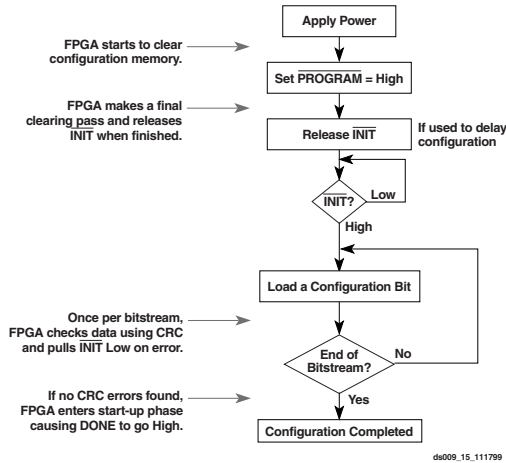 Apply Power
FPGA starts to clear
configuration memory.
Set PROGRAM = High
FPGA makes a final
clearing pass and releases
INIT when finished.
Release INIT
If used to delay
configuration
INIT?
Low
High
Load a Configuration Bit
Once per bitstream,
FPGA checks data using CRC
and pulls INIT Low on error.
End of
Bitstream?
No
Yes
If no CRC errors found,
FPGA enters start-up phase
causing DONE to go High.
Configuration Completed
ds009_15_111799